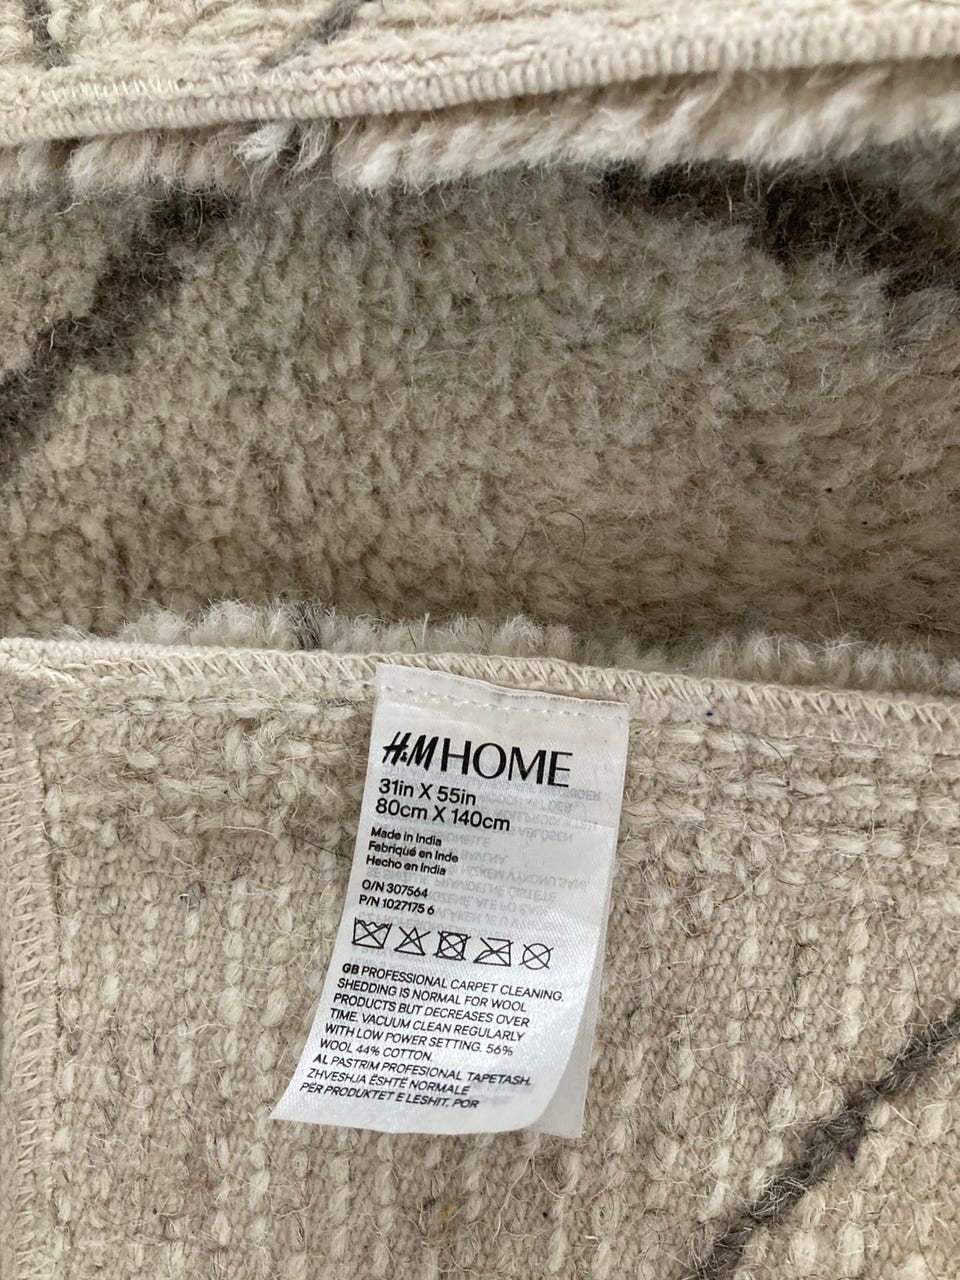 H&M HOME
31in X 55in
80cm X 140cm
Made in India
Fabriqué en Inde
Hecho en India
O/N 307564
P/N 1027175 6
GB PROFESSIONAL CARPET CLEANING.
SHEDDING IS NORMAL FOR WOOL
PRODUCTS BUT DECREASES OVER
TIME. VACUUM CLEAN REGULARLY
WITH LOW POWER SETTING. 56%
WOOL 44% COTTON.
AL PASTRIM PROFESIONAL TAPETASH.
ZHVESHJA ËSHTË NORMALE
PËR PRODUKTET E LESHIT, POR